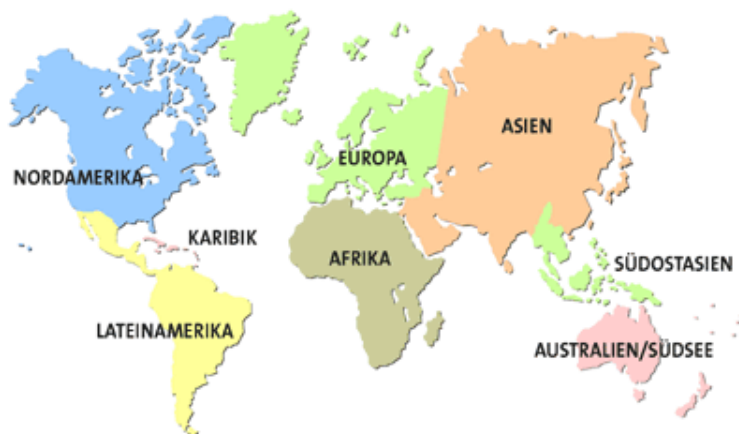 ASIEN
EUROPA
NORDAMERIKA
KARIBIK
AFRIKA
SÜDOSTASIEN
LATEINAMERIKA
AUSTRALIEN/SÜDSEE